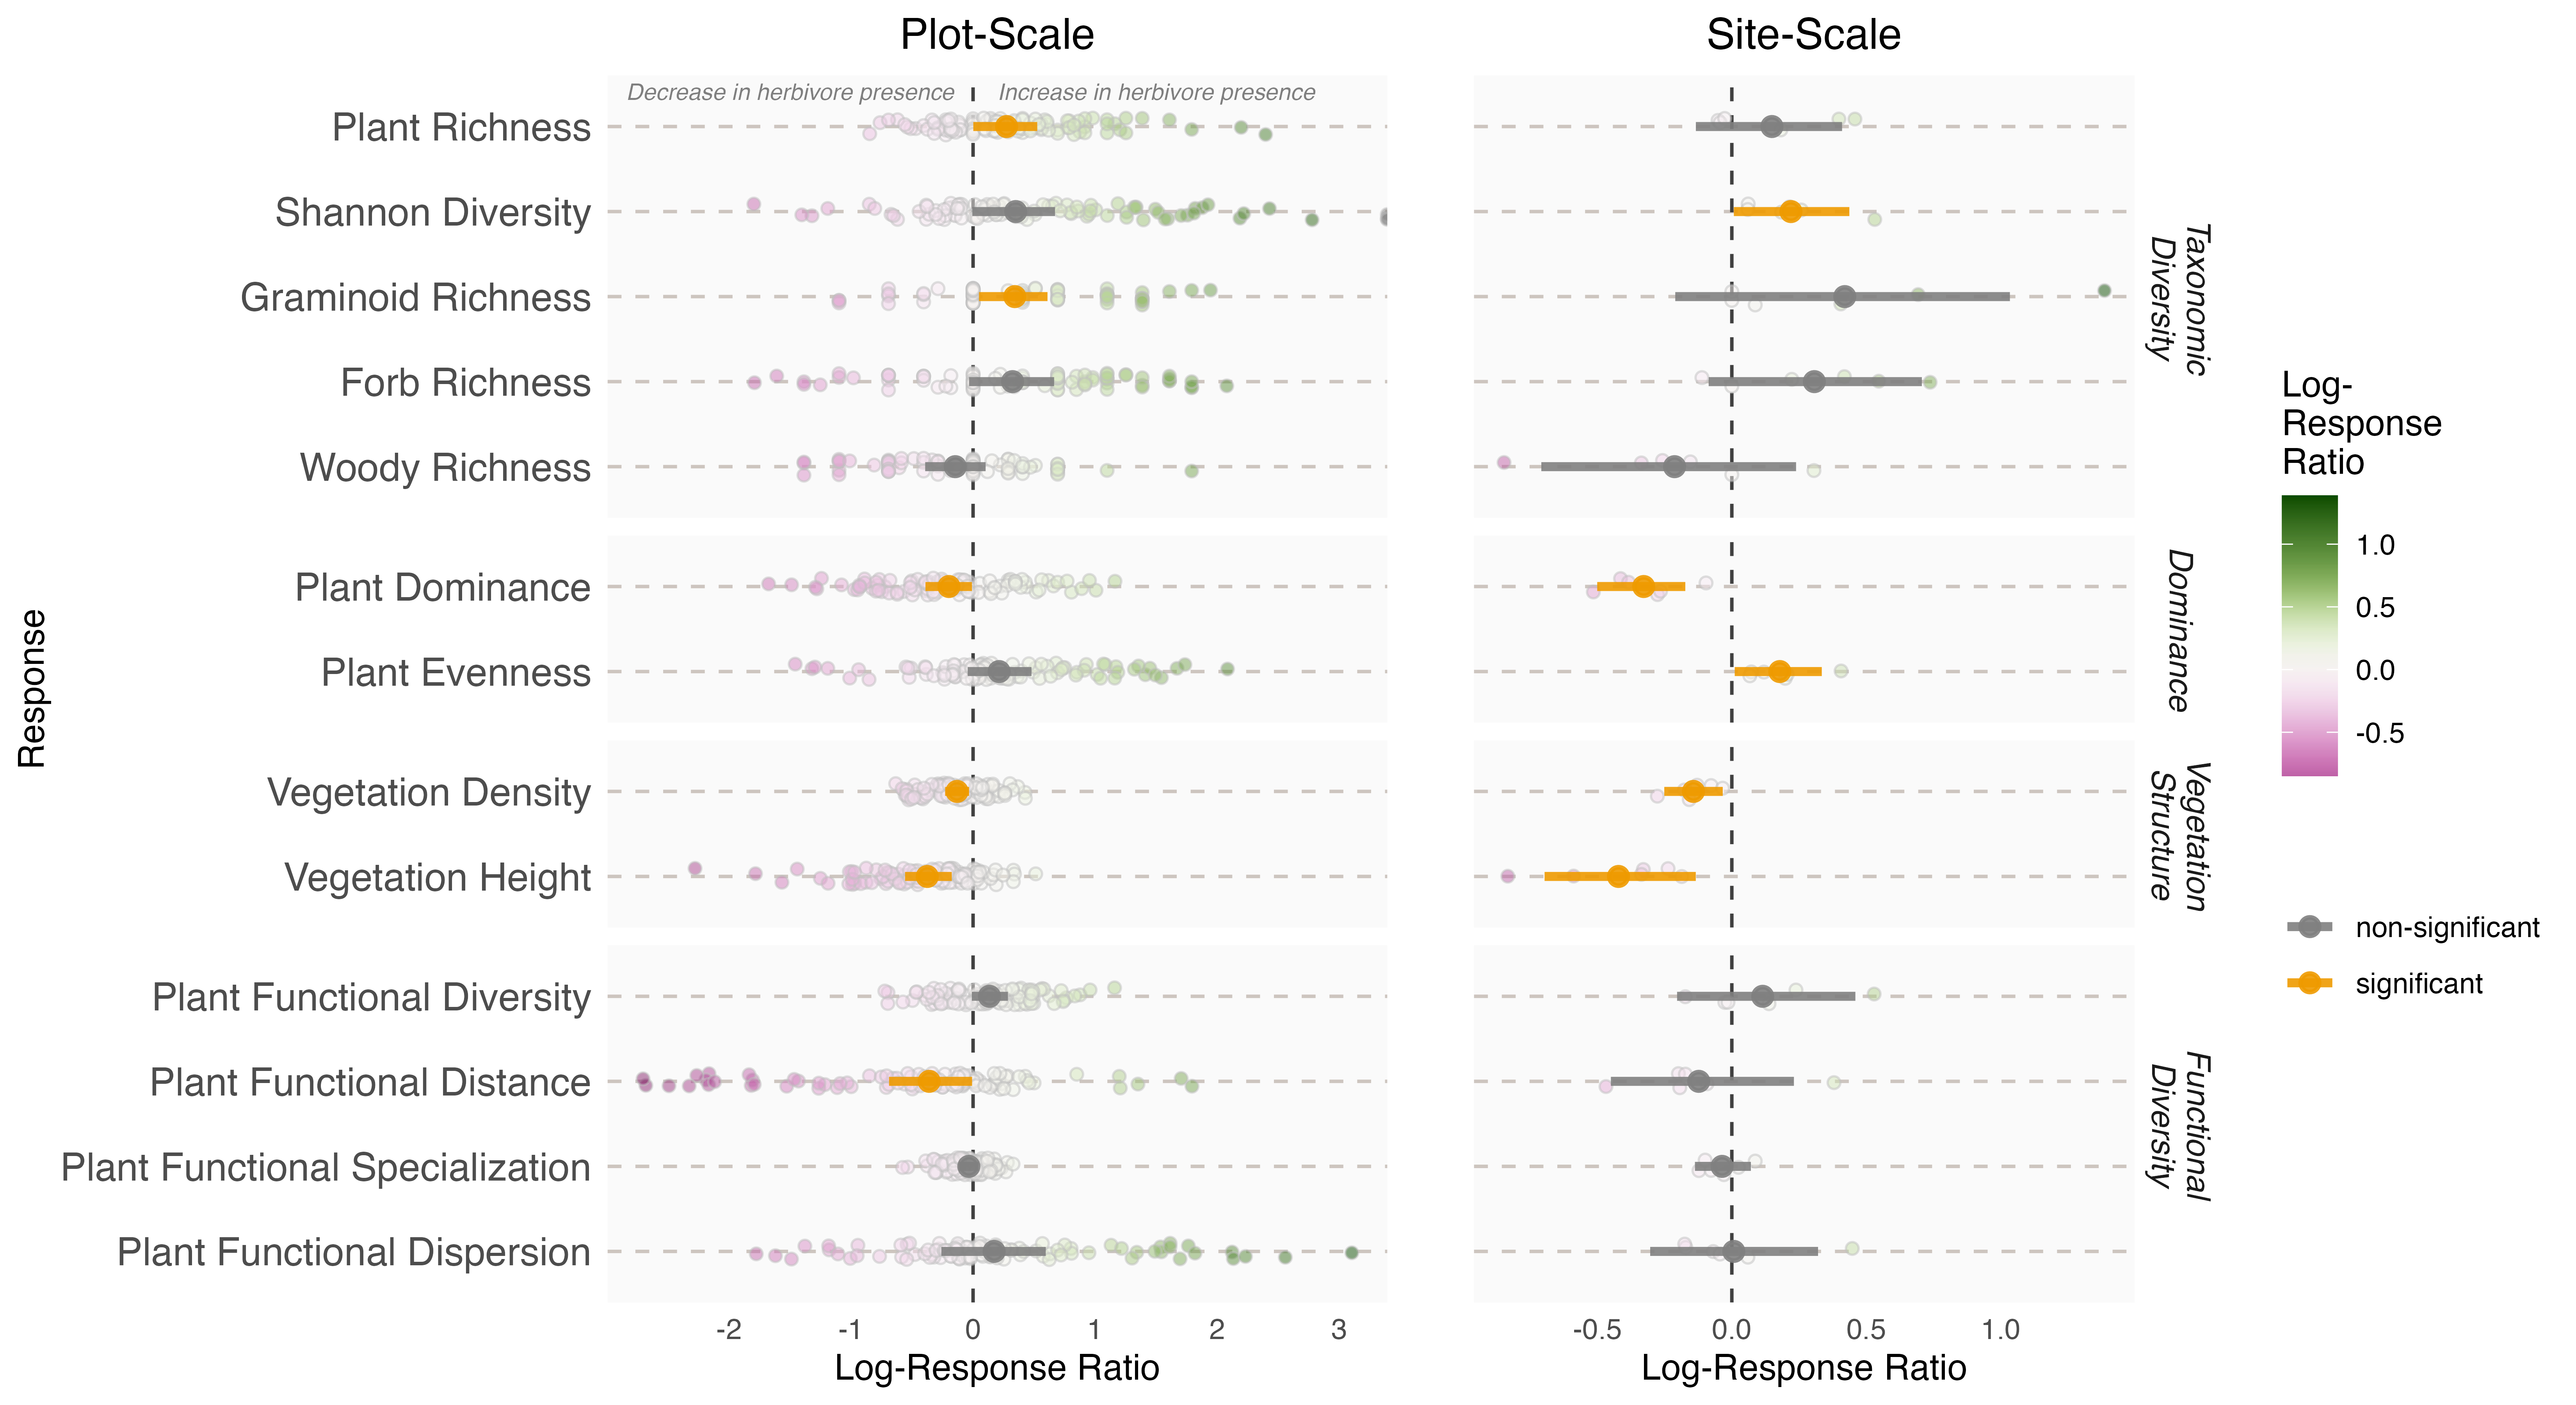 Plot-Scale
Site-Scale
Decrease in herbivore presence
Increase in herbivore presence
Response
Plant Richness
Shannon Diversity
Graminoid Richness
Forb Richness
Woody Richness
Plant Dominance
Plant Evenness
Vegetation Density
Vegetation Height
Plant Functional Diversity
Plant Functional Distance
Plant Functional Specialization
Plant Functional Dispersion
Taxonomic
Diversity
Dominance
Vegetation
Structure
Functional
Diversity
-2 -1 0 1 2 3
Log-Response Ratio
-0.5 0.0 0.5 1.0
Log-Response Ratio
Log-
Response
Ratio
1.0
0.5
0.0
-0.5
non-significant
significant